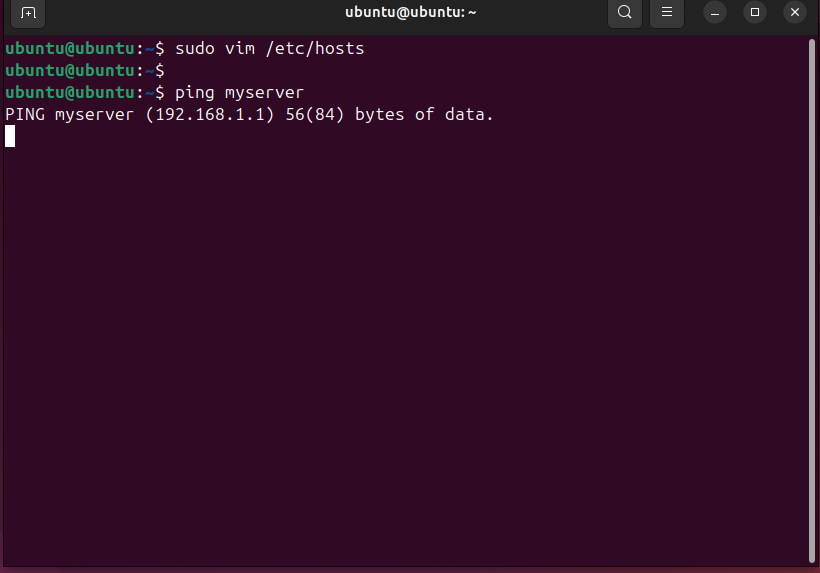 ubuntu@ubuntu: ~
ubuntu@ubuntu:~$ sudo vim /etc/hosts
ubuntu@ubuntu:~$
ubuntu@ubuntu:~$ ping myserver
PING myserver (192.168.1.1) 56(84) bytes of data.